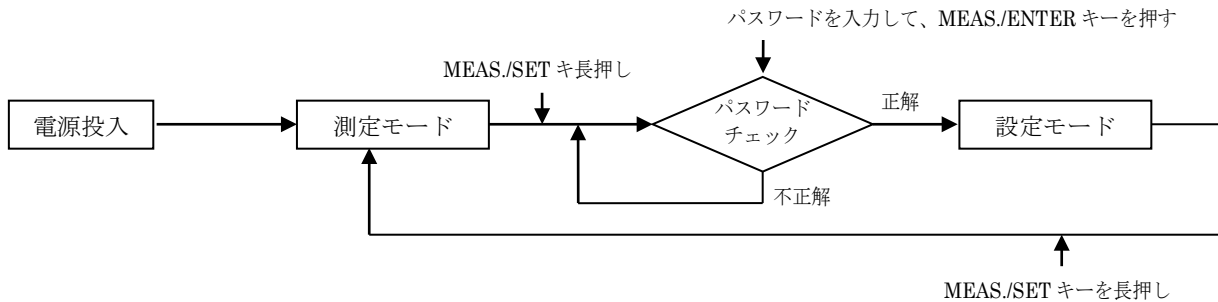 パスワードを入力して、MEAS./ENTER キーを押す
MEAS./SET キ長押し
電源投入
測定モード
パスワード
チェック
正解
設定モード
不正解
MEAS./SET キーを長押し